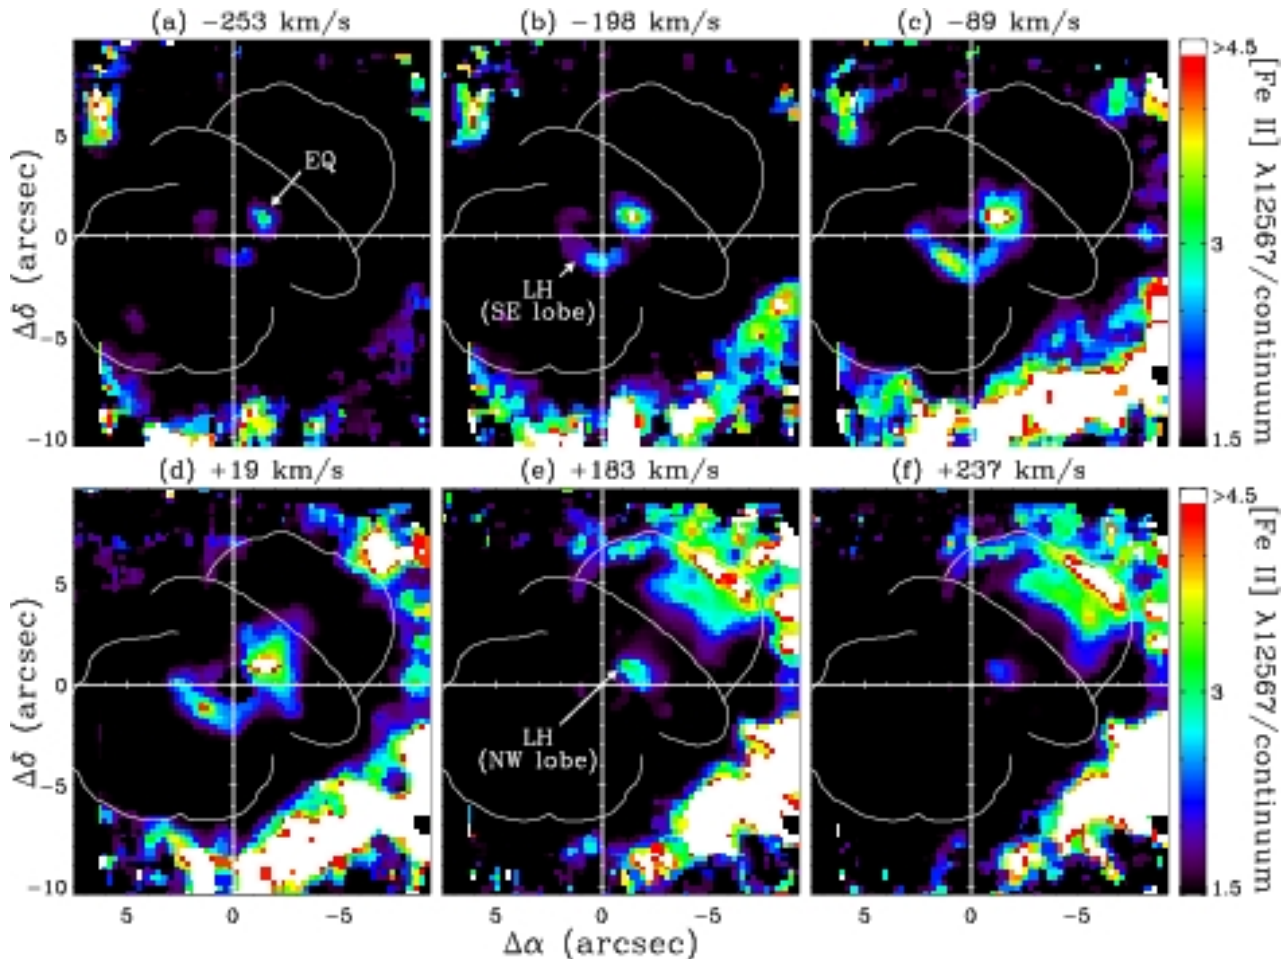 (a) −253 km/s
(b) −198 km/s
(c) −89 km/s
>4.5
3
1.5
[Fe II] λ12567/continuum
5
0
−5
−10
Δδ (arcsec)
EQ
LH
(SE lobe)
(d) +19 km/s
(e) +183 km/s
(f) +237 km/s
>4.5
3
1.5
[Fe II] λ12567/continuum
5
0
−5
−10
Δδ (arcsec)
LH
(NW lobe)
5 0 −5
5 0 −5
5 0 −5
Δα (arcsec)